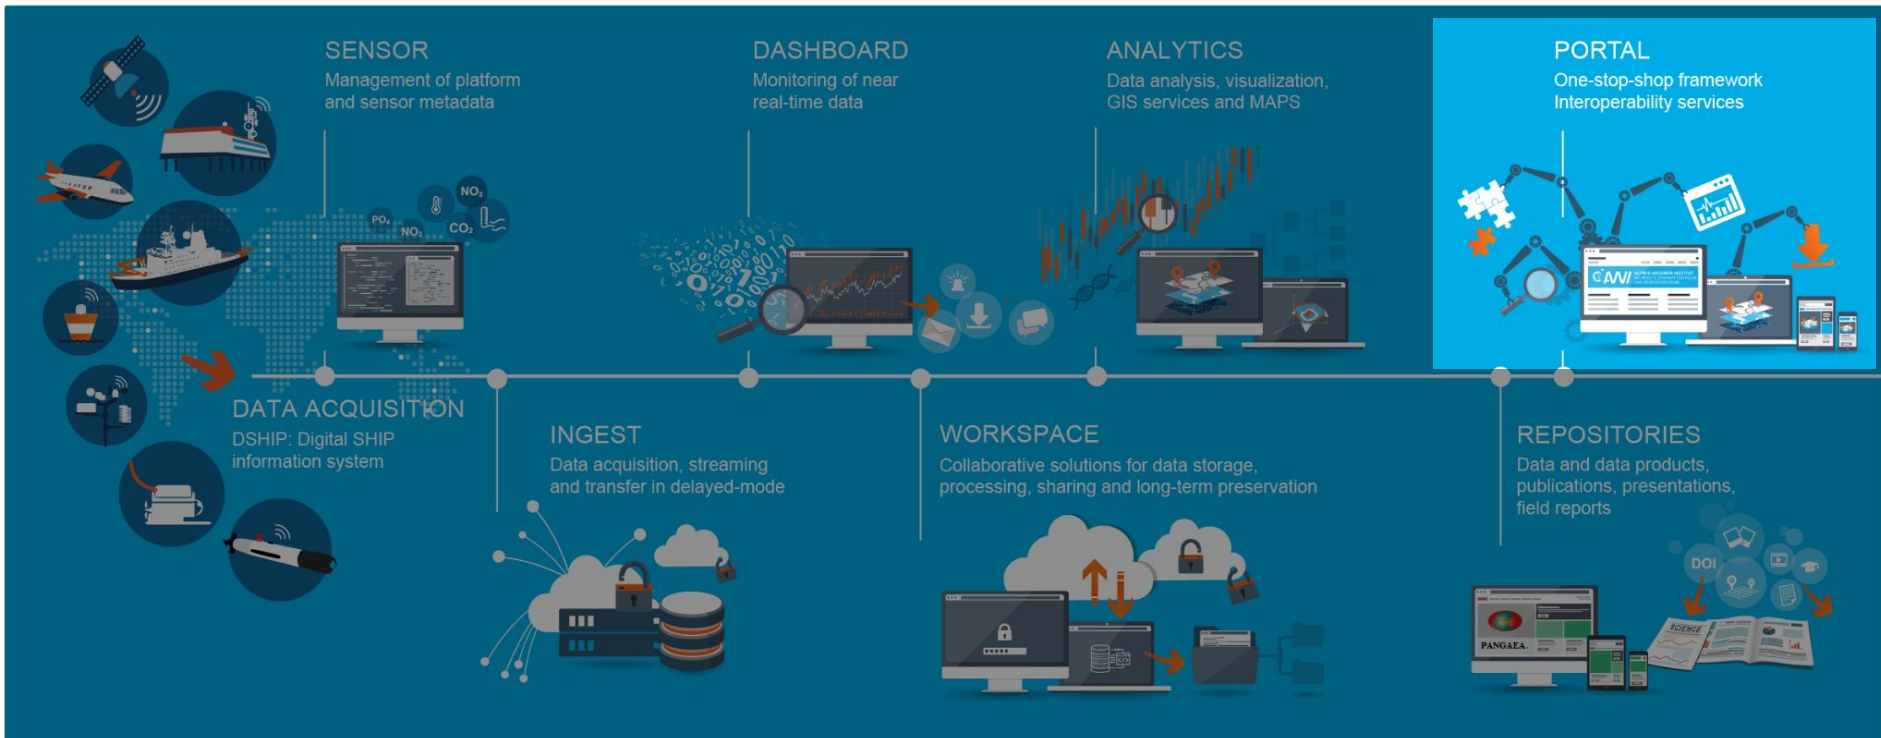 SENSOR
Management of platform
and sensor metadata
DASHBOARD
Monitoring of near
real-time data
ANALYTICS
Data analysis, visualization,
GIS services and MAPS
PORTAL
One-stop-shop framework
Interoperability services
PO₄
NO₂
NO₃
CO₂
AWI
ALFRED-WEGENER-INSTITUT
DATA ACQUISITION
DSHIP: Digital SHIP
information system
INGEST
Data acquisition, streaming
and transfer in delayed-mode
WORKSPACE
Collaborative solutions for data storage,
processing, sharing and long-term preservation
REPOSITORIES
Data and data products,
publications, presentations,
field reports
DOI
PANGAEA.
SCIENCE